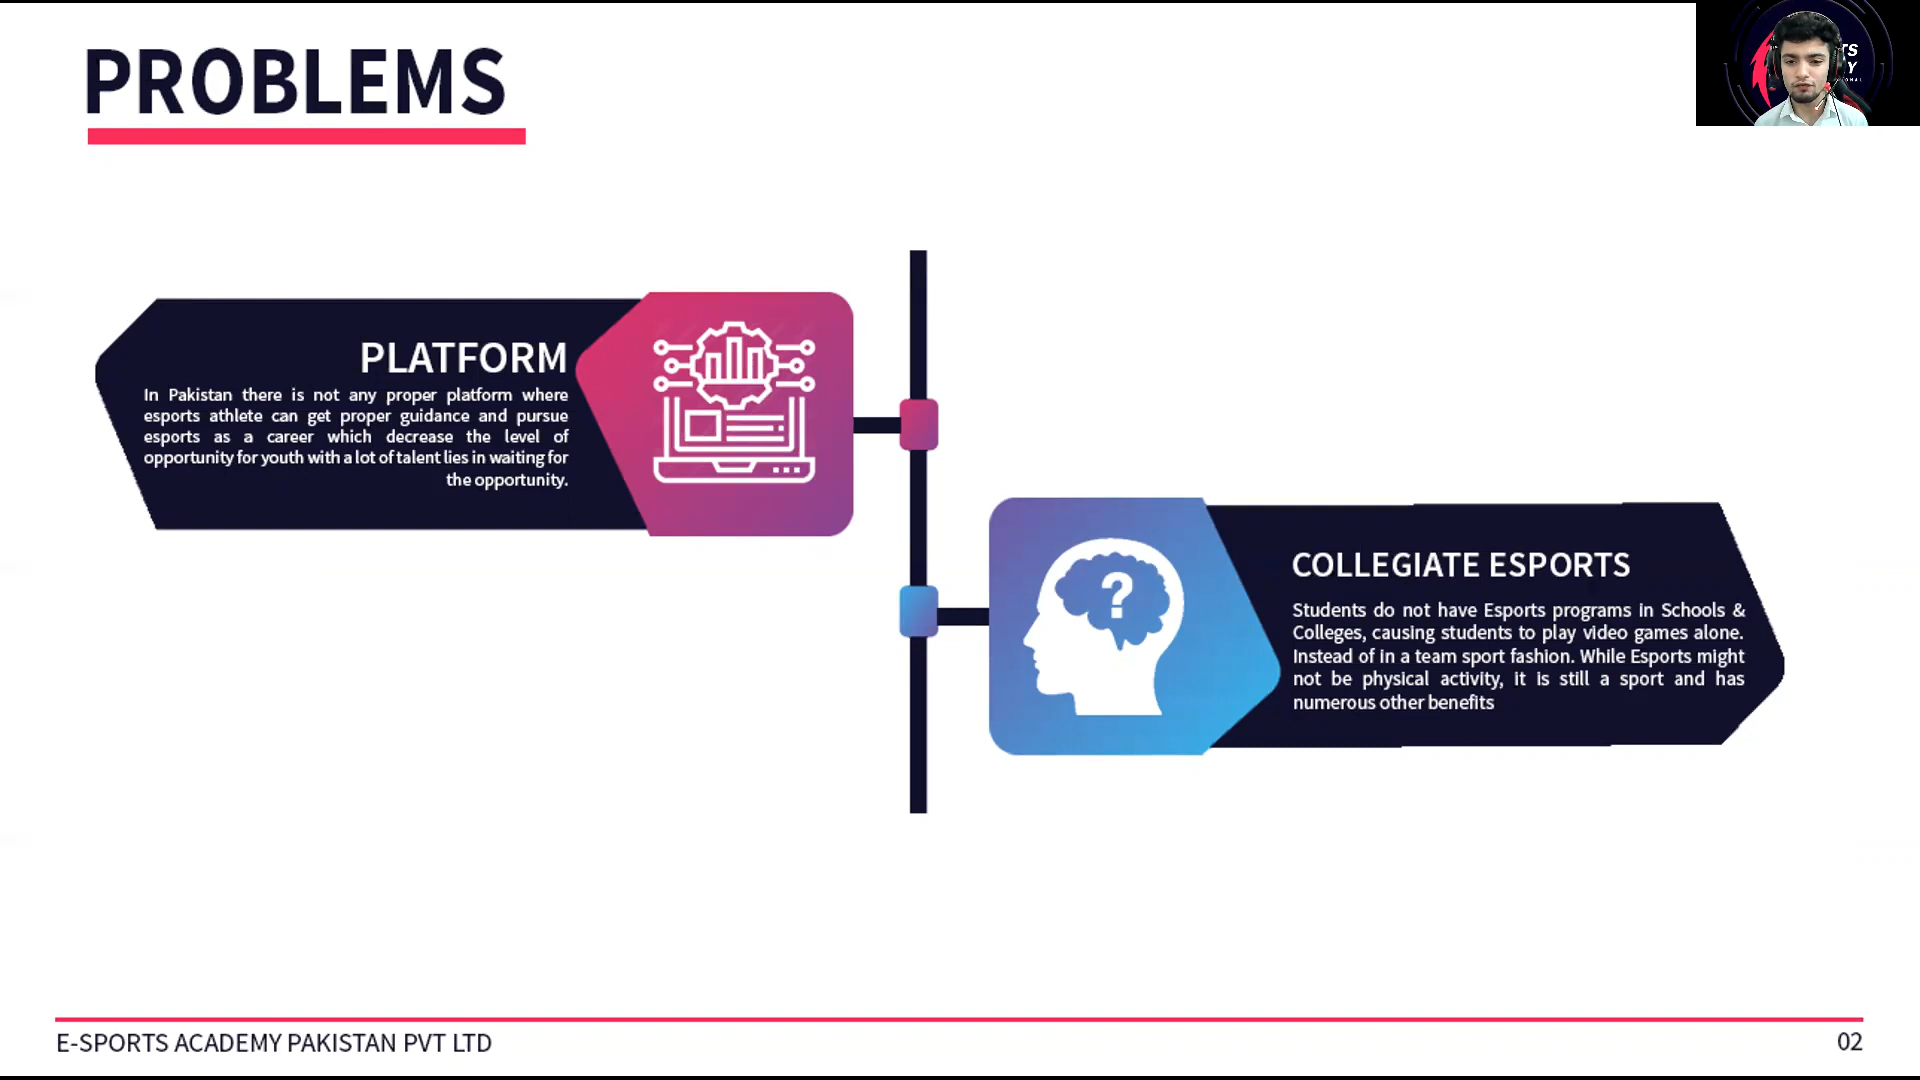 PROBLEMS
PLATFORM
In Pakistan there is not any proper platform where
esports athlete can get proper guidance and pursue
esports as a career which decrease the level of
opportunity for youth with a lot of talent lies in waiting for
the opportunity.
?
COLLEGIATE ESPORTS
Students do not have Esports programs in Schools &
Colleges, causing students to play video games alone.
Instead of in a team sport fashion. While Esports might
not be physical activity, it is still a sport and has
numerous other benefits
E-SPORTS ACADEMY PAKISTAN PVT LTD
02